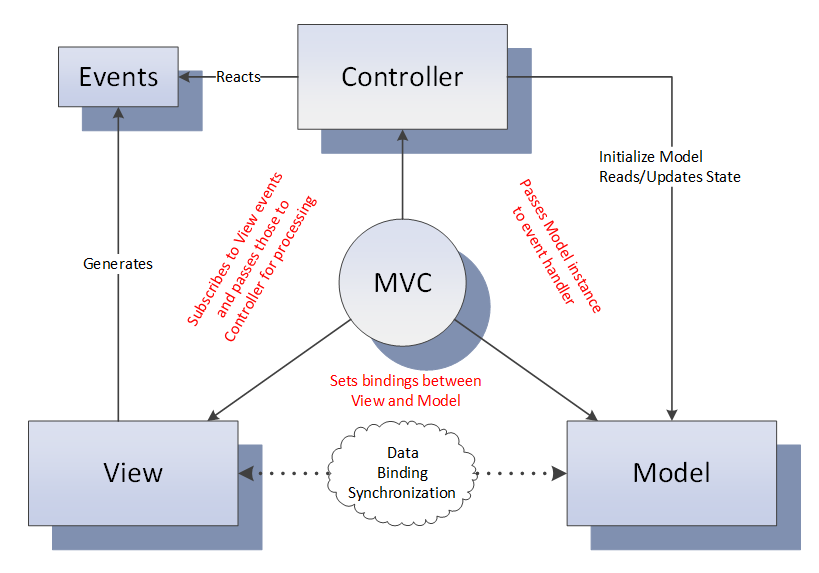 Events
Reacts
Controller
Initialize Model
Reads/Updates State
Subscribes to View events
and passes those to
Controller for processing
Passes Model instance
to event handler
Generates
MVC
Sets bindings between
View and Model
View
Data
Binding
Synchronization
Model